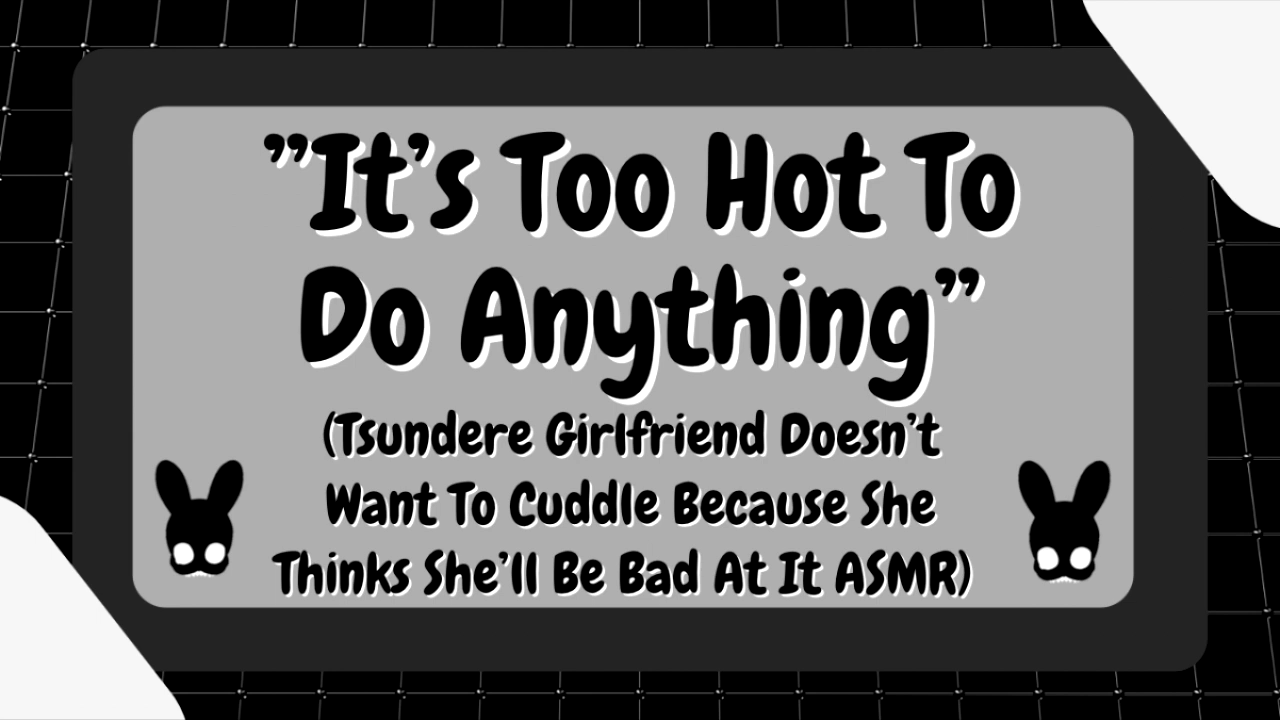 ”It’s Too Hot To
Do Anything”
(Tsundere Girlfriend Doesn’t
Want To Cuddle Because She
Thinks She’ll Be Bad At It ASMR)